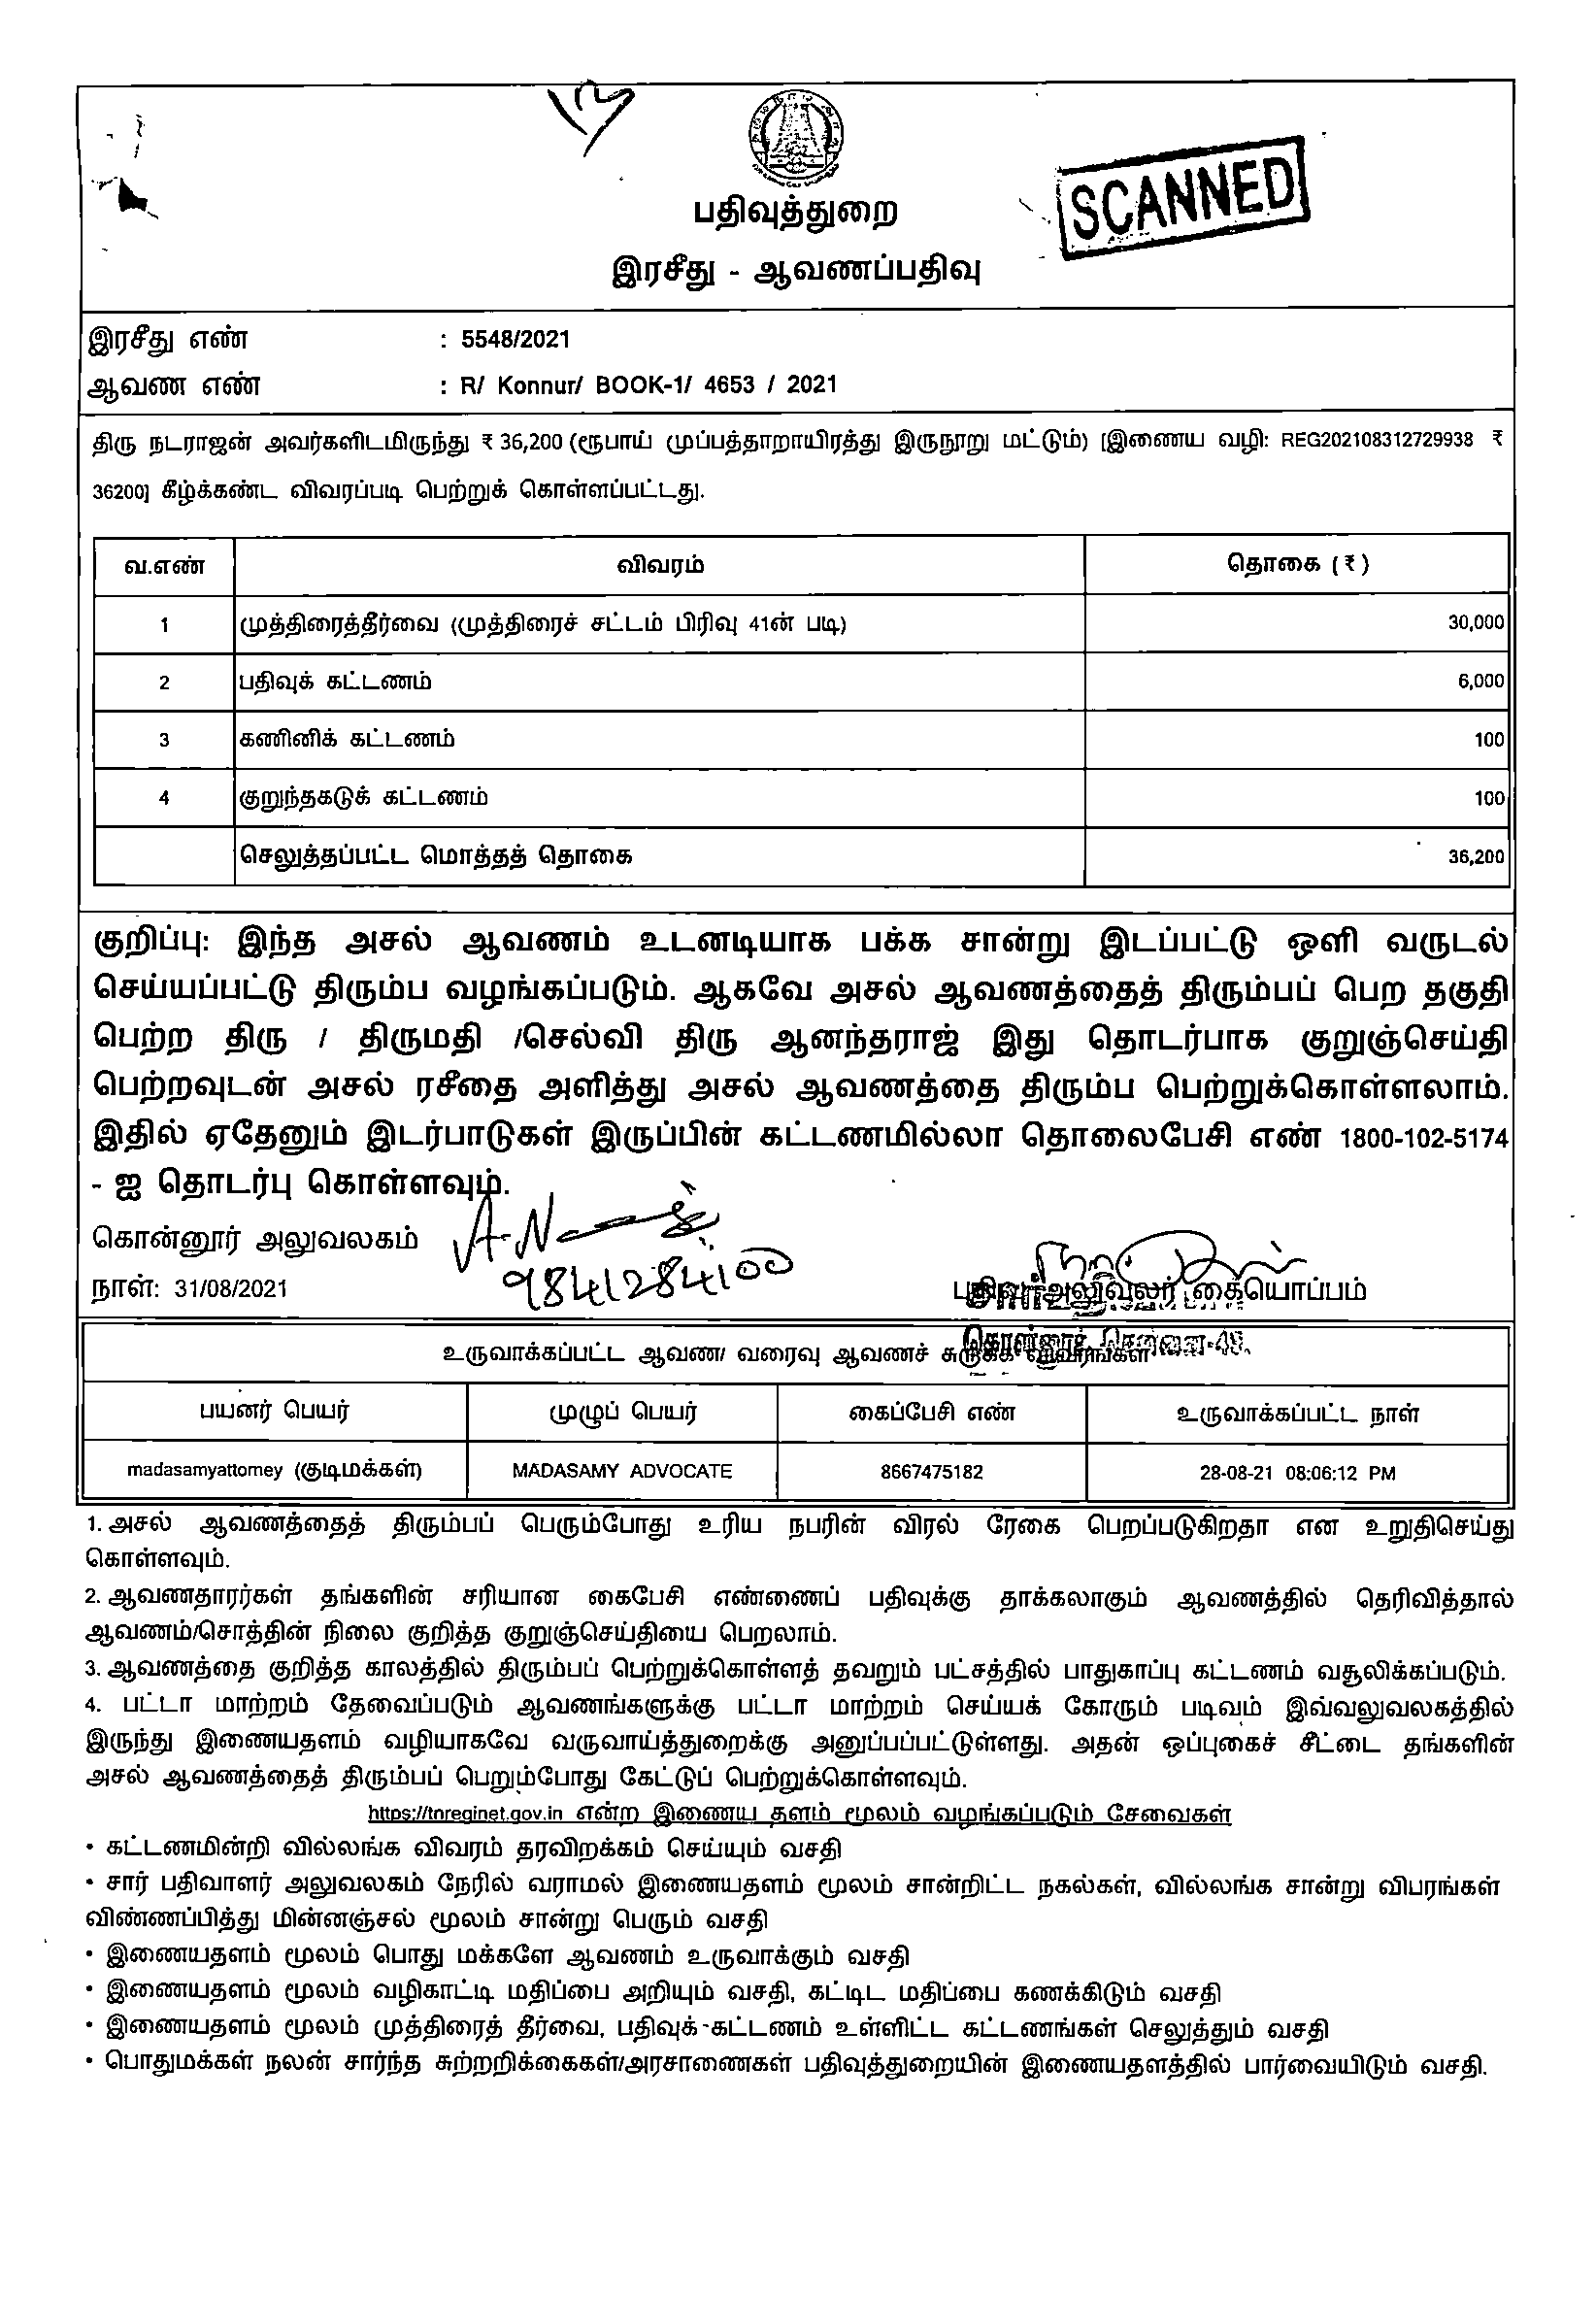 SCANNED
பதிவுத்துறை
இரசீது - ஆவணப்பதிவு
இரசீது எண் : 5548/2021
ஆவண எண் : R/ Konnur/ BOOK-1/ 4653 / 2021
திரு நடராஜன் அவர்களிடமிருந்து ₹ 36,200 (ரூபாய் முப்பத்தாறாயிரத்து இருநூறு மட்டும்) [இணைய வழி: REG202108312729938 ₹
36200] கீழ்க்கண்ட விவரப்படி பெற்றுக் கொள்ளப்பட்டது.
வ.எண் விவரம் தொகை (₹)
1 முத்திரைத்தீர்வை (முத்திரைச் சட்டம் பிரிவு 41ன் படி) 30,000
2 பதிவுக் கட்டணம் 6,000
3 கணினிக் கட்டணம் 100
4 குறுந்தகடுக் கட்டணம் 100
செலுத்தப்பட்ட மொத்தத் தொகை 36,200
குறிப்பு: இந்த அசல் ஆவணம் உடனடியாக பக்க சான்று இடப்பட்டு ஒளி வருடல்
செய்யப்பட்டு திரும்ப வழங்கப்படும். ஆகவே அசல் ஆவணத்தைத் திரும்பப் பெற தகுதி
பெற்ற திரு / திருமதி /செல்வி திரு ஆனந்தராஜ் இது தொடர்பாக குறுஞ்செய்தி
பெற்றவுடன் அசல் ரசீதை அளித்து அசல் ஆவணத்தை திரும்ப பெற்றுக்கொள்ளலாம்.
இதில் ஏதேனும் இடர்பாடுகள் இருப்பின் கட்டணமில்லா தொலைபேசி எண் 1800-102-5174
- ஐ தொடர்பு கொள்ளவும்.
கொன்னூர் அலுவலகம்
நாள்: 31/08/2021 9841284100 பதிவு அலுவலர் கையொப்பம்
கொன்னூர், சென்னை-49.
உருவாக்கப்பட்ட ஆவண/ வரைவு ஆவணச் சுருக்க விவரங்கள்
பயனர் பெயர் முழுப் பெயர் கைப்பேசி எண் உருவாக்கப்பட்ட நாள்
madasamyattorney (குடிமக்கள்) MADASAMY ADVOCATE 8667475182 28-08-21 08:06:12 PM
1. அசல் ஆவணத்தைத் திரும்பப் பெரும்போது உரிய நபரின் விரல் ரேகை பெறப்படுகிறதா என உறுதிசெய்து
கொள்ளவும்.
2. ஆவணதாரர்கள் தங்களின் சரியான கைபேசி எண்ணைப் பதிவுக்கு தாக்கலாகும் ஆவணத்தில் தெரிவித்தால்
ஆவணம்/சொத்தின் நிலை குறித்த குறுஞ்செய்தியை பெறலாம்.
3. ஆவணத்தை குறித்த காலத்தில் திரும்பப் பெற்றுக்கொள்ளத் தவறும் பட்சத்தில் பாதுகாப்பு கட்டணம் வசூலிக்கப்படும்.
4. பட்டா மாற்றம் தேவைப்படும் ஆவணங்களுக்கு பட்டா மாற்றம் செய்யக் கோரும் படிவம் இவ்வலுவலகத்தில்
இருந்து இணையதளம் வழியாகவே வருவாய்த்துறைக்கு அனுப்பப்பட்டுள்ளது. அதன் ஒப்புகைச் சீட்டை தங்களின்
அசல் ஆவணத்தைத் திரும்பப் பெறும்போது கேட்டுப் பெற்றுக்கொள்ளவும்.
https://tnreginet.gov.in என்ற இணைய தளம் மூலம் வழங்கப்படும் சேவைகள்
• கட்டணமின்றி வில்லங்க விவரம் தரவிறக்கம் செய்யும் வசதி
• சார் பதிவாளர் அலுவலகம் நேரில் வராமல் இணையதளம் மூலம் சான்றிட்ட நகல்கள், வில்லங்க சான்று விபரங்கள்
விண்ணப்பித்து மின்னஞ்சல் மூலம் சான்று பெரும் வசதி
• இணையதளம் மூலம் பொது மக்களே ஆவணம் உருவாக்கும் வசதி
• இணையதளம் மூலம் வழிகாட்டி மதிப்பை அறியும் வசதி, கட்டிட மதிப்பை கணக்கிடும் வசதி
• இணையதளம் மூலம் முத்திரைத் தீர்வை, பதிவுக் கட்டணம் உள்ளிட்ட கட்டணங்கள் செலுத்தும் வசதி
• பொதுமக்கள் நலன் சார்ந்த சுற்றறிக்கைகள்/அரசாணைகள் பதிவுத்துறையின் இணையதளத்தில் பார்வையிடும் வசதி.